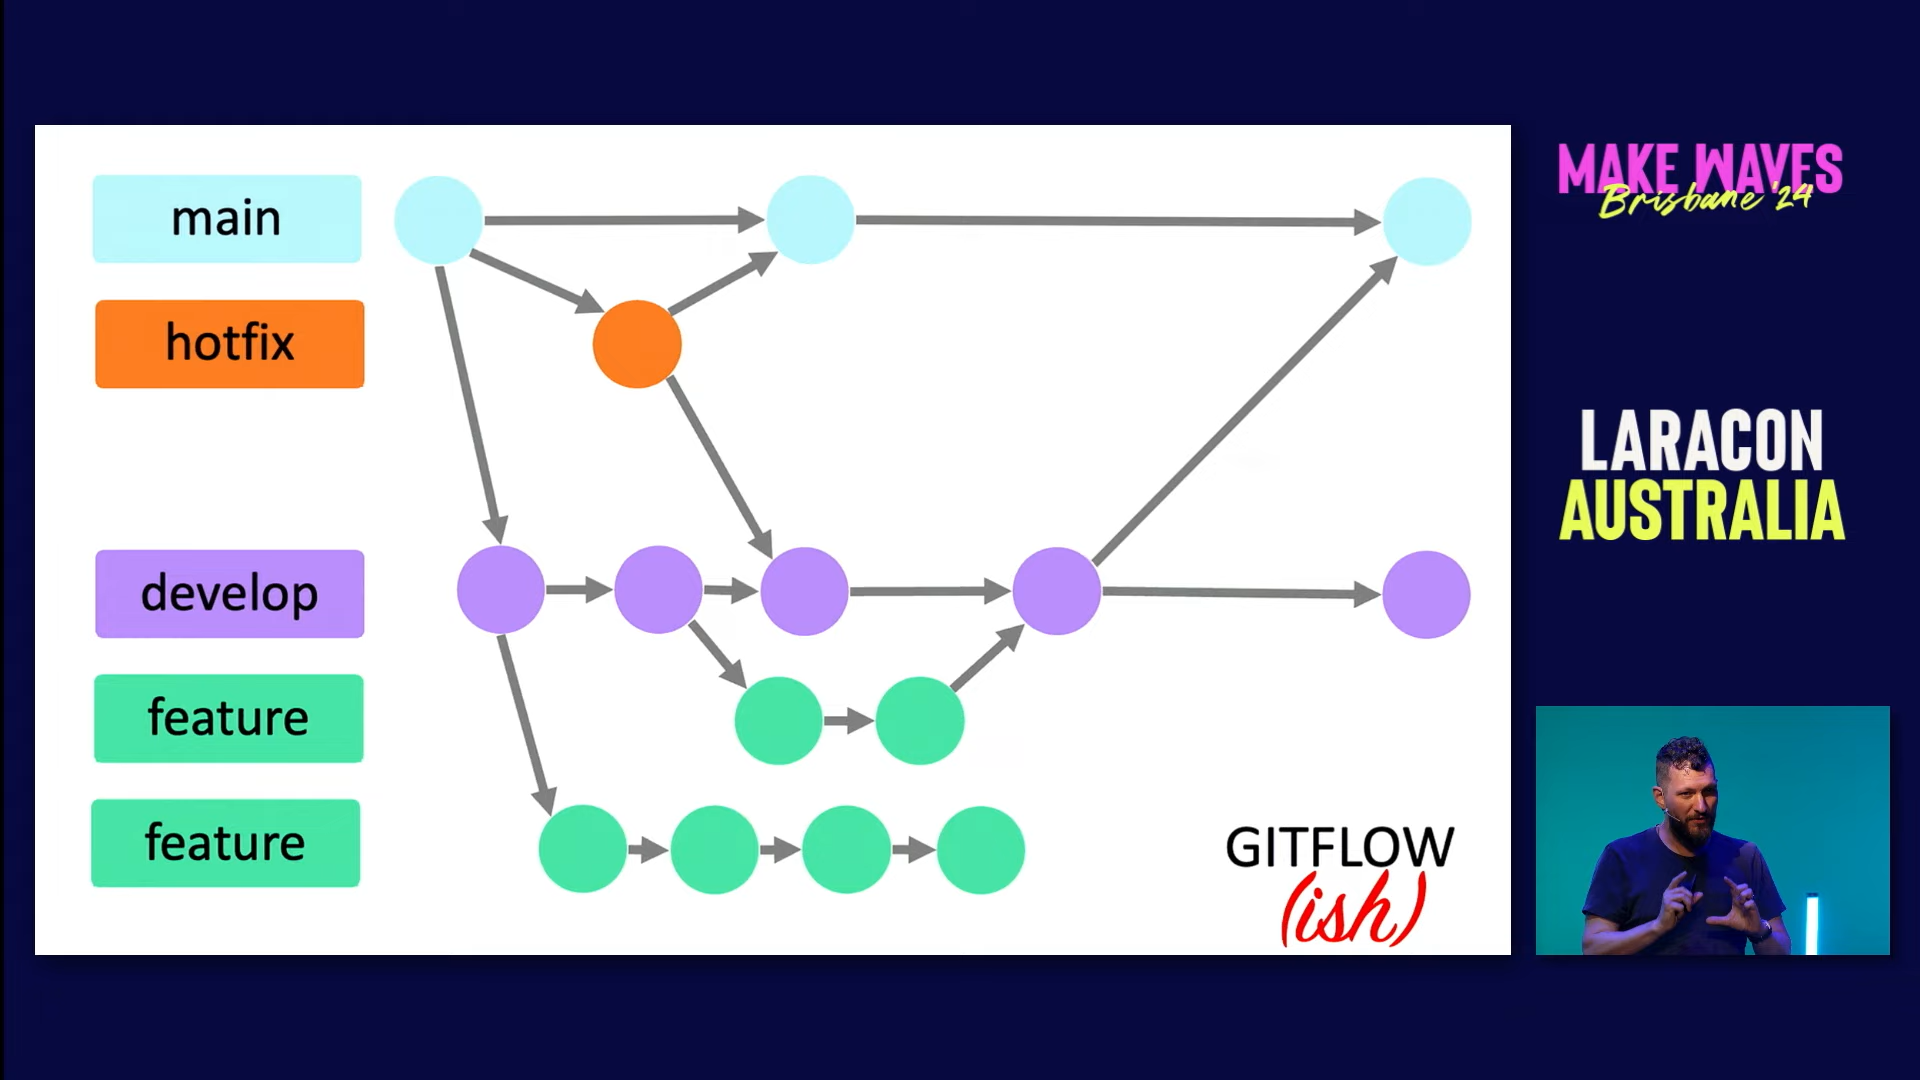 main
hotfix
develop
feature
feature
GITFLOW
(ish)
MAKE WAVES
Brisbane '24
LARACON
AUSTRALIA